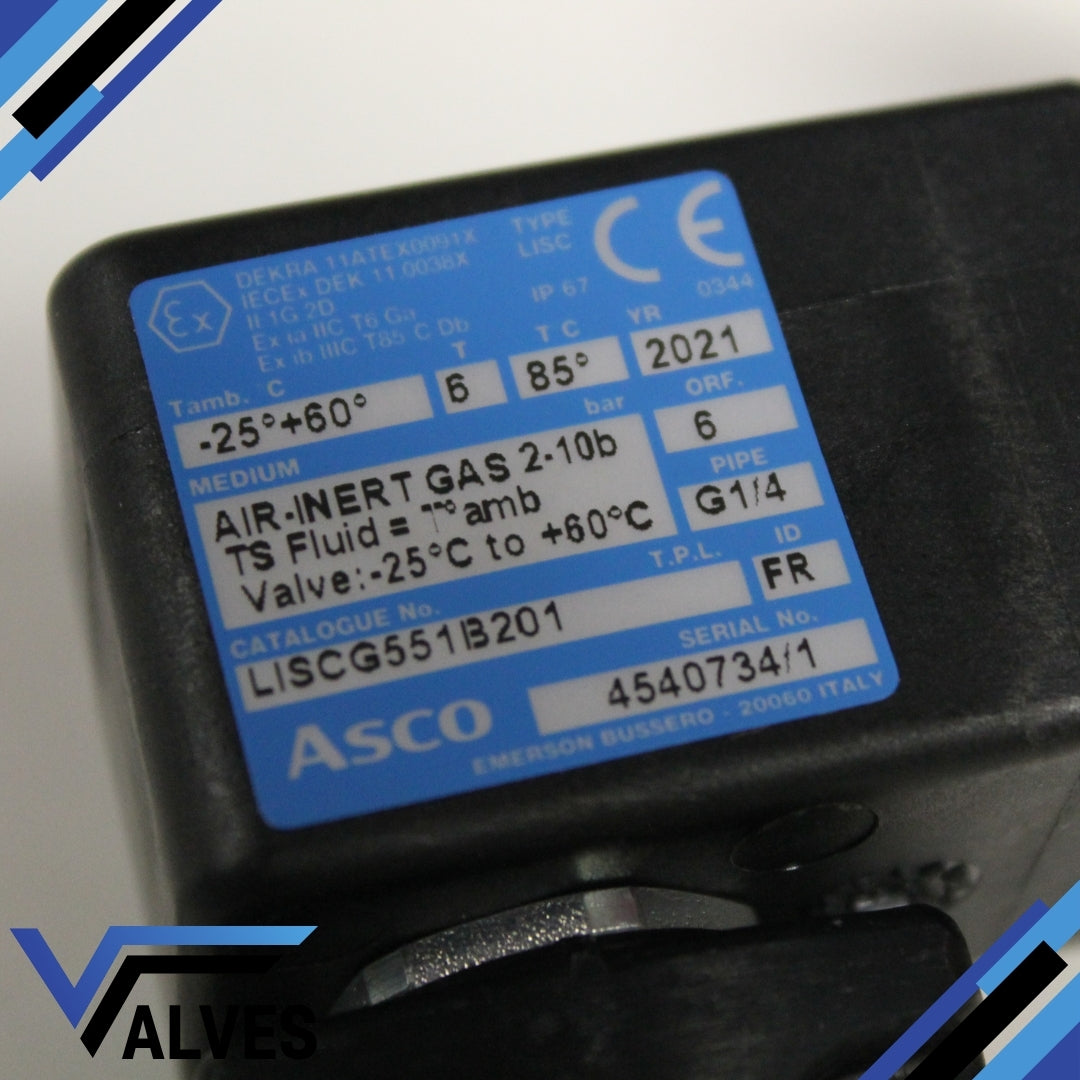 Ex
DEKRA 11ATEX0091X
IECEx DEK 11.0038X
II 1G 2D
Ex ia IIC T6 Ga
Ex ib IIIC T85 C Db
TYPE
LISC
IP 67
CE
0344
Tamb. C
T
T C
YR
-25°+60°
6
85°
2021
MEDIUM
bar
ORF.
AIR-INERT GAS 2-10b
TS Fluid = T° amb
Valve:-25°C to +60°C
6
PIPE
G1/4
CATALOGUE No.
T.P.L.
ID
LISCG551B201
FR
SERIAL No.
4540734/1
ASCO
EMERSON BUSSERO - 20060 ITALY
VALVES